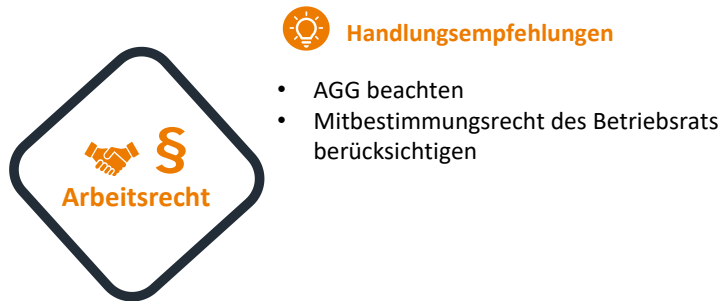 Handlungsempfehlungen
• AGG beachten
• Mitbestimmungsrecht des Betriebsrats
berücksichtigen
§
Arbeitsrecht